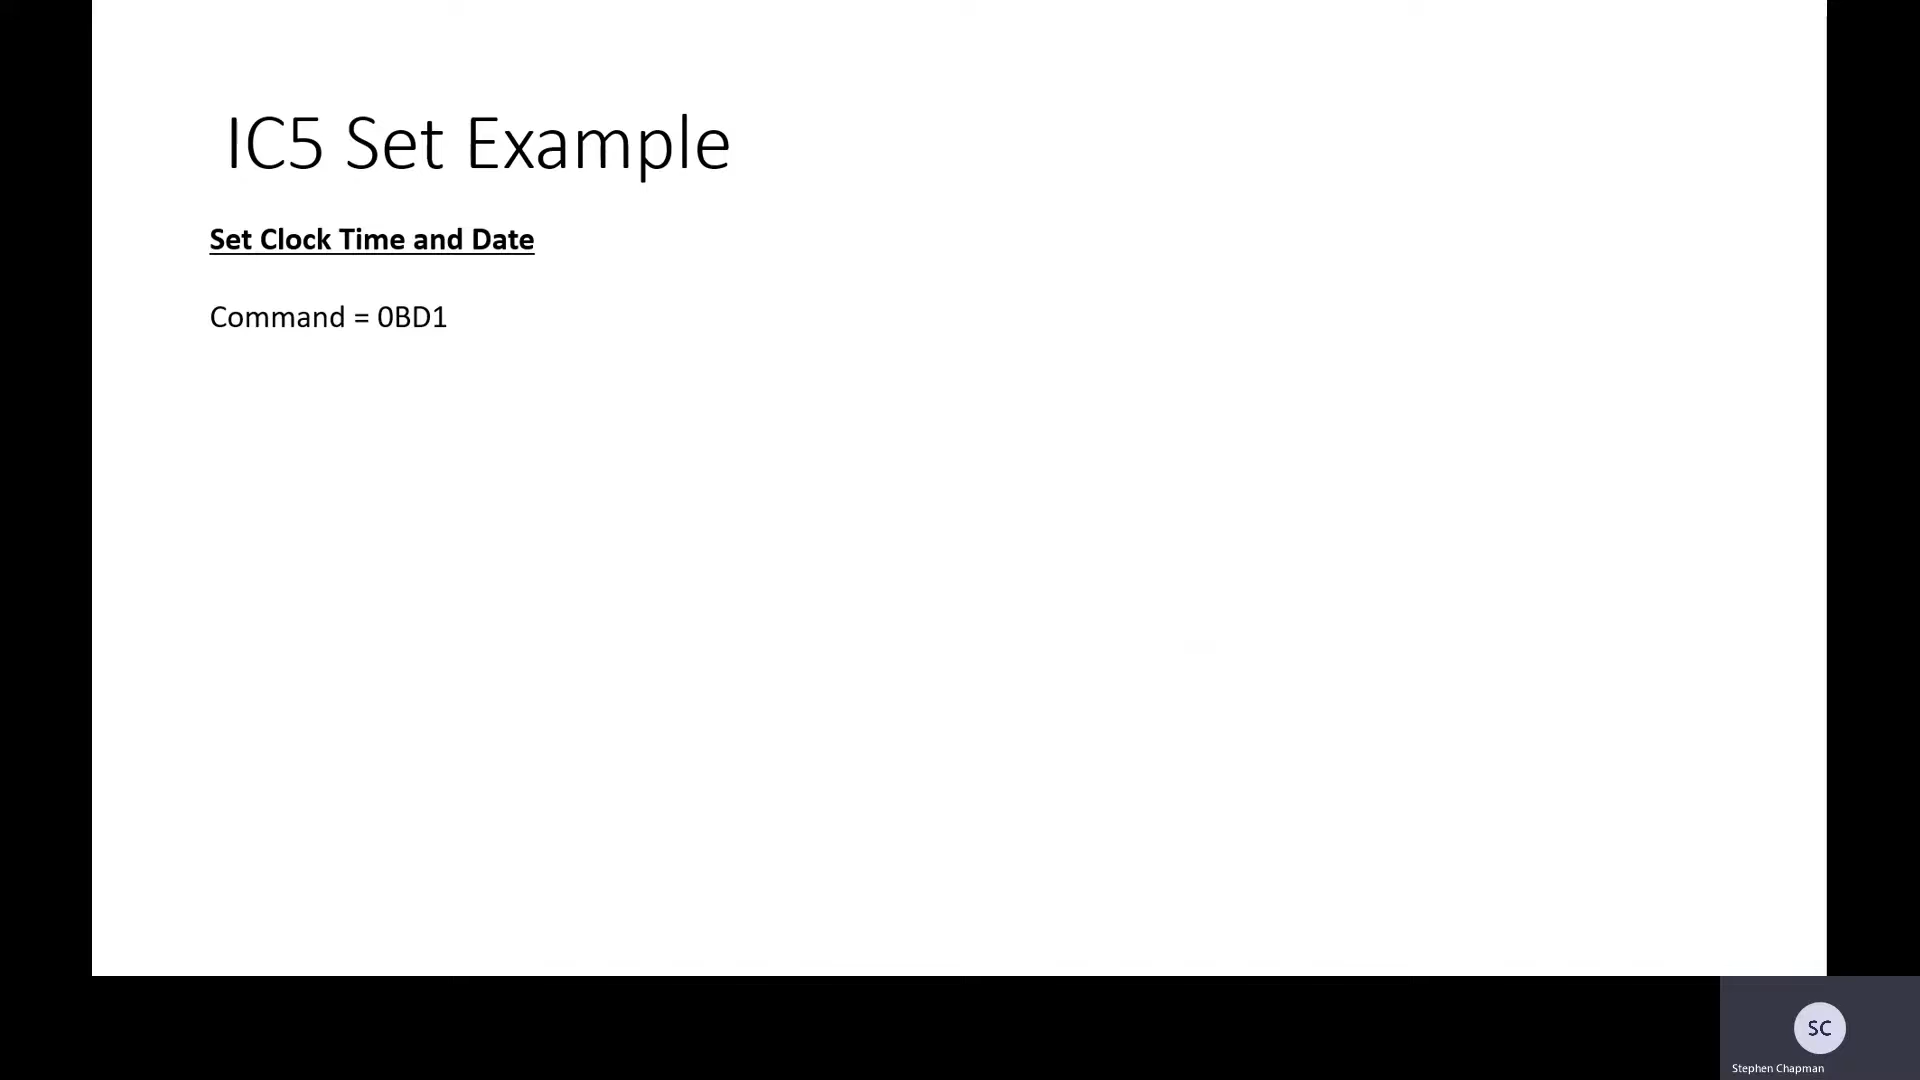 IC5 Set Example
Set Clock Time and Date
Command = 0BD1
SC
Stephen Chapman